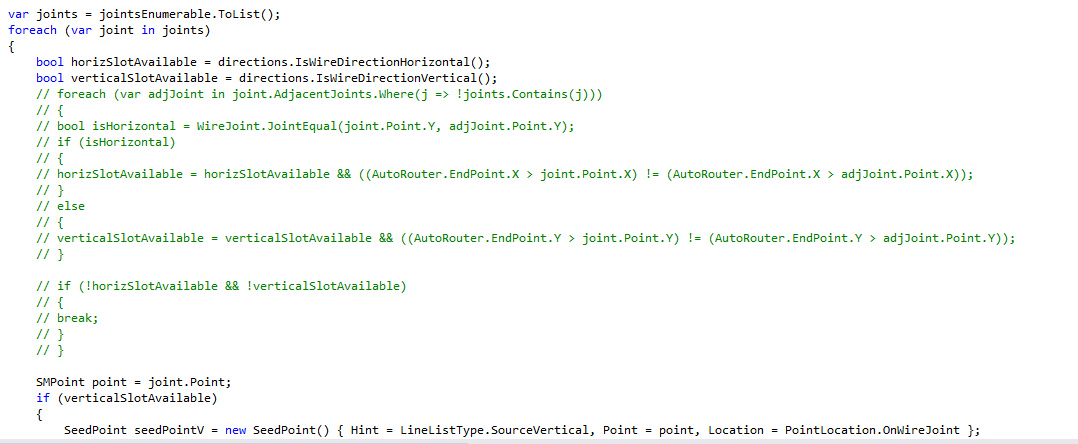 var joints = jointsEnumerable.ToList();
foreach (var joint in joints)
{
    bool horizSlotAvailable = directions.IsWireDirectionHorizontal();
    bool verticalSlotAvailable = directions.IsWireDirectionVertical();
    // foreach (var adjJoint in joint.AdjacentJoints.Where(j => !joints.Contains(j)))
    // {
    // bool isHorizontal = WireJoint.JointEqual(joint.Point.Y, adjJoint.Point.Y);
    // if (isHorizontal)
    // {
    // horizSlotAvailable = horizSlotAvailable && ((AutoRouter.EndPoint.X > joint.Point.X) != (AutoRouter.EndPoint.X > adjJoint.Point.X));
    // }
    // else
    // {
    // verticalSlotAvailable = verticalSlotAvailable && ((AutoRouter.EndPoint.Y > joint.Point.Y) != (AutoRouter.EndPoint.Y > adjJoint.Point.Y));
    // }

    // if (!horizSlotAvailable && !verticalSlotAvailable)
    // {
    // break;
    // }
    // }

    SMPoint point = joint.Point;
    if (verticalSlotAvailable)
    {
        SeedPoint seedPointV = new SeedPoint() { Hint = LineListType.SourceVertical, Point = point, Location = PointLocation.OnWireJoint };